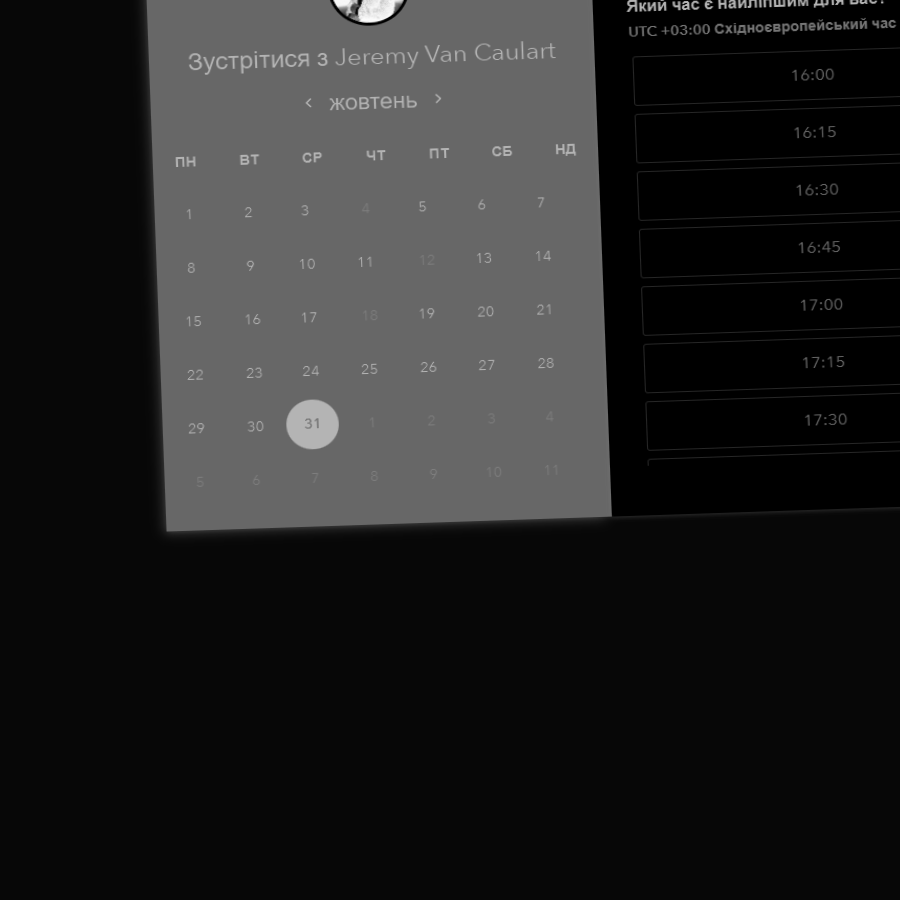 Зустрітися з Jeremy Van Caulart
жовтень
ПН ВТ СР ЧТ ПТ СБ НД
1 2 3 4 5 6 7
8 9 10 11 12 13 14
15 16 17 18 19 20 21
22 23 24 25 26 27 28
29 30 31 1 2 3 4
5 6 7 8 9 10 11
Який час є найліпшим для вас?
UTC +03:00 Східноєвропейський час
16:00
16:15
16:30
16:45
17:00
17:15
17:30